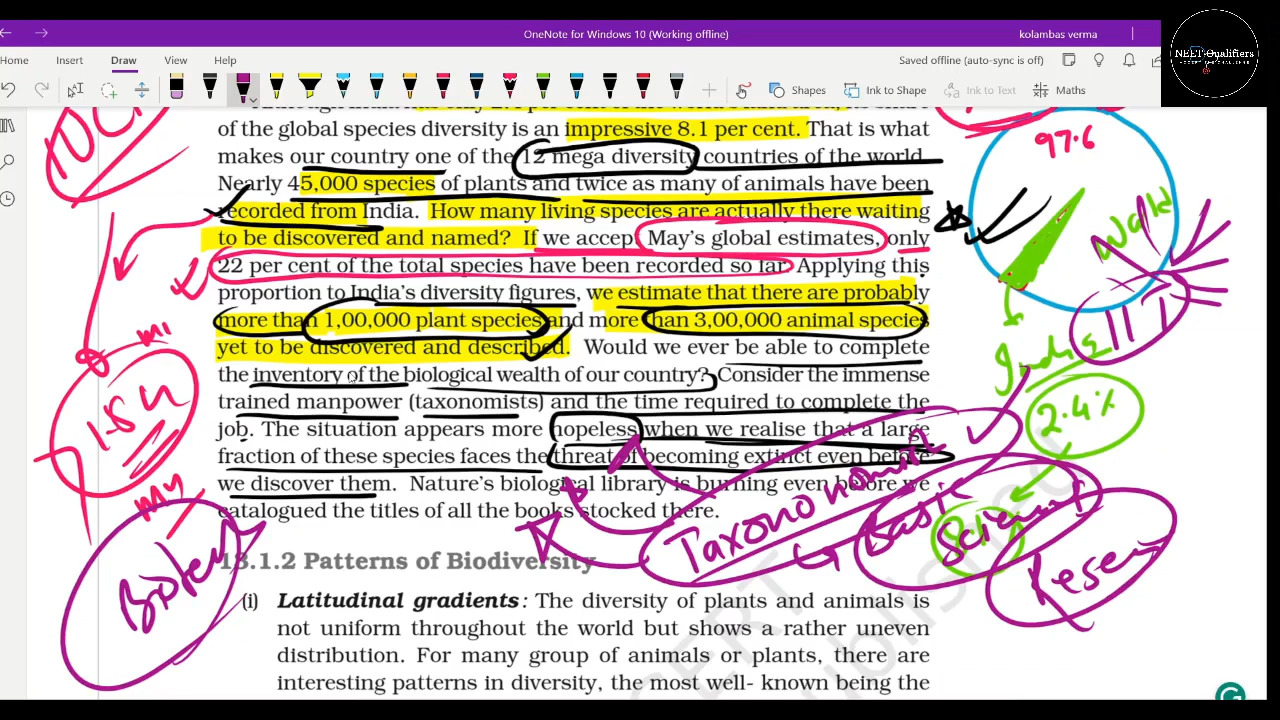 OneNote for Windows 10 (Working offline)
kolambas verma
NEET Qualifiers
Home Insert Draw View Help
Saved offline (auto-sync is off)
Shapes Ink to Shape Ink to Text Maths
of the global species diversity is an impressive 8.1 per cent. That is what
makes our country one of the 12 mega diversity countries of the world.
Nearly 45,000 species of plants and twice as many of animals have been
recorded from India. How many living species are actually there waiting
to be discovered and named? If we accept May's global estimates, only
22 per cent of the total species have been recorded so far. Applying this
proportion to India's diversity figures, we estimate that there are probably
more than 1,00,000 plant species and more than 3,00,000 animal species
yet to be discovered and described. Would we ever be able to complete
the inventory of the biological wealth of our country? Consider the immense
trained manpower (taxonomists) and the time required to complete the
job. The situation appears more hopeless when we realise that a large
fraction of these species faces the threat of becoming extinct even before
we discover them. Nature's biological library is burning even before we
catalogued the titles of all the books stocked there.
13.1.2 Patterns of Biodiversity
(i) Latitudinal gradients: The diversity of plants and animals is
not uniform throughout the world but shows a rather uneven
distribution. For many group of animals or plants, there are
interesting patterns in diversity, the most well- known being the
97.6
World
India
2.4%
8.1
Basic